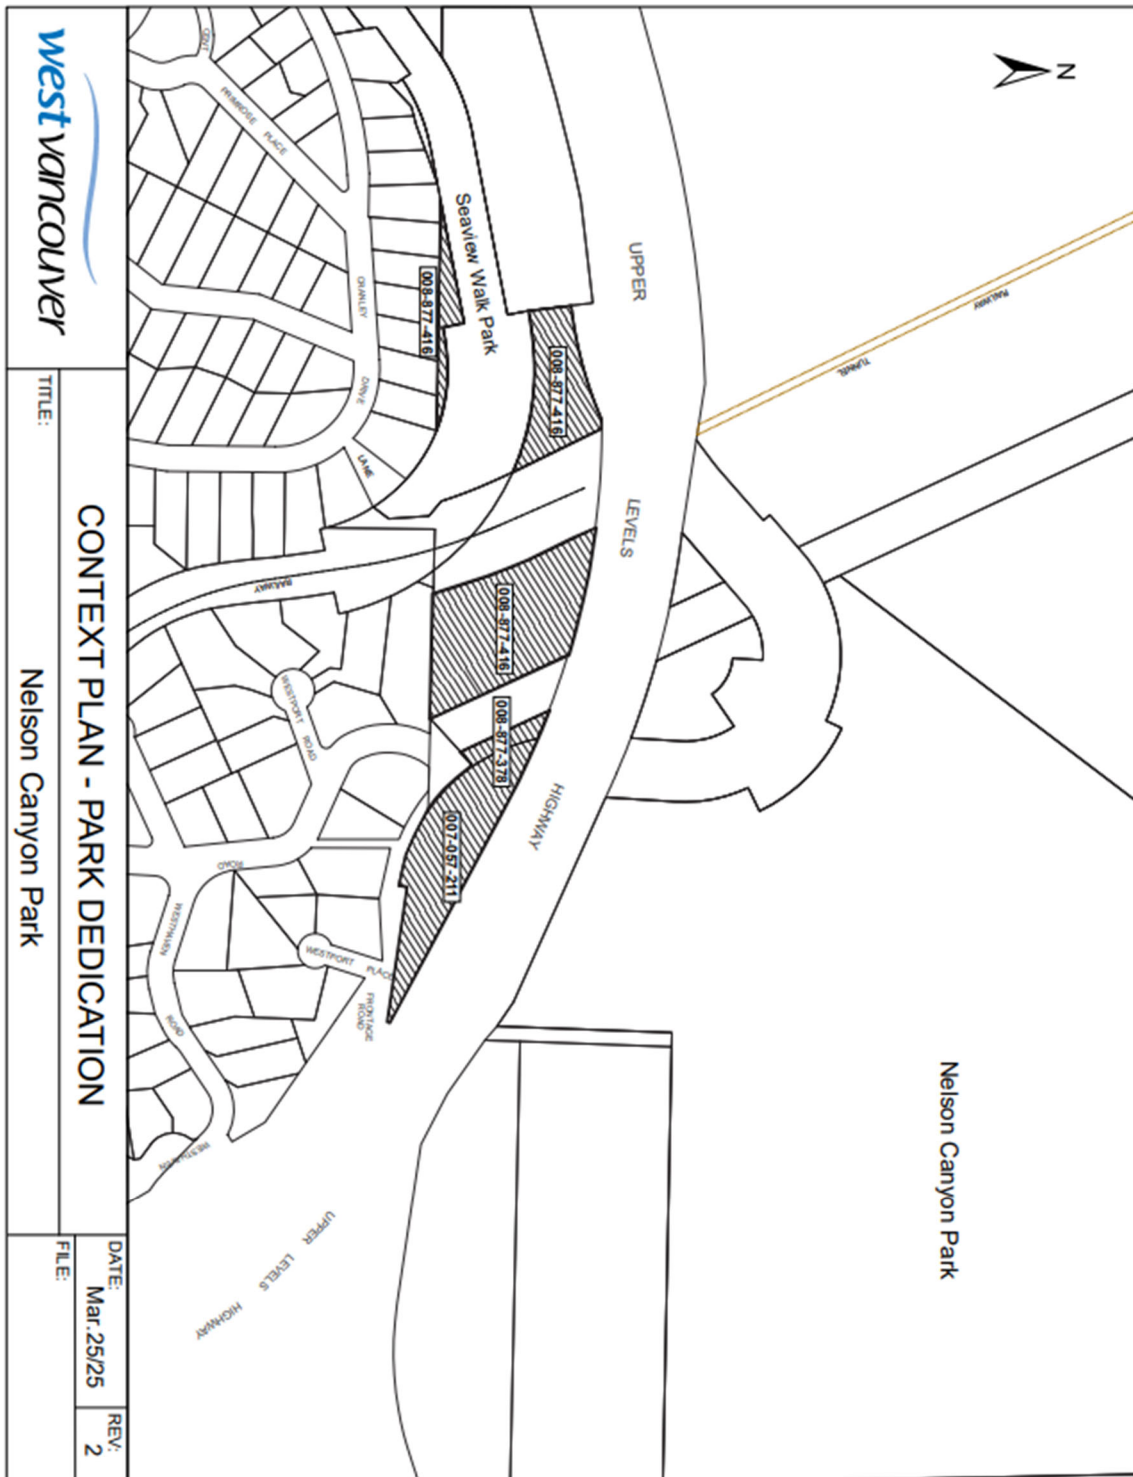 N
RAILWAY
TUNNEL
Nelson Canyon Park
UPPER
LEVELS
HIGHWAY
Seaview Walk Park
008-877-416
008-877-416
008-877-416
008-877-378
007-057-211
PRIMROSE PLACE
CRANLEY
DRIVE
LANE
RAILWAY
WESTPORT
ROAD
ROAD
WESTHAVEN
ROAD
WESTPORT PLACE
FRONTAGE
ROAD
UPPER LEVELS HIGHWAY
westvancouver
TITLE:
CONTEXT PLAN - PARK DEDICATION
Nelson Canyon Park
DATE:
Mar.25/25
REV:
2
FILE: